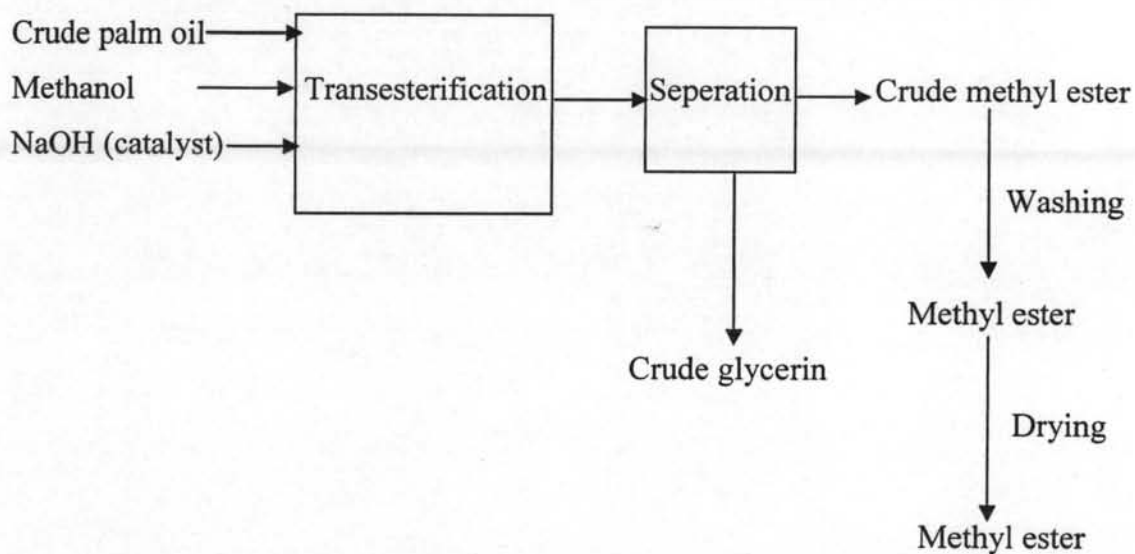 Crude palm oil
Methanol
NaOH (catalyst)
Transesterification
Seperation
Crude methyl ester
Washing
Methyl ester
Crude glycerin
Drying
Methyl ester